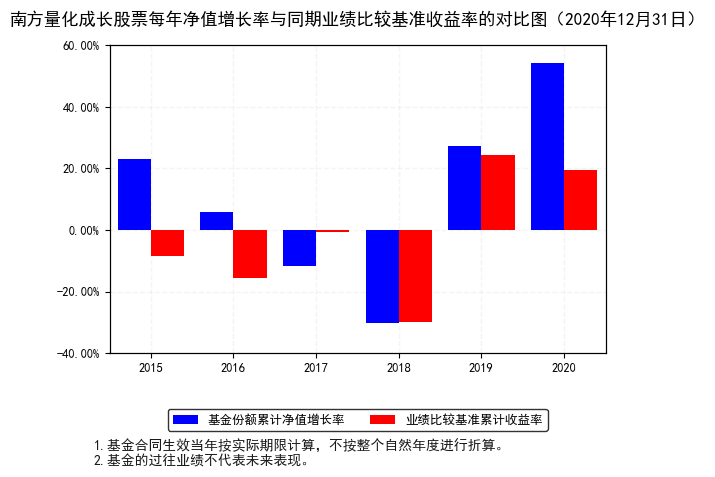 南方量化成长股票每年净值增长率与同期业绩比较基准收益率的对比图（2020年12月31日）
60.00%
40.00%
20.00%
0.00%
-20.00%
-40.00%
2015 2016 2017 2018 2019 2020
基金份额累计净值增长率 业绩比较基准累计收益率
1.基金合同生效当年按实际期限计算，不按整个自然年度进行折算。
2.基金的过往业绩不代表未来表现。